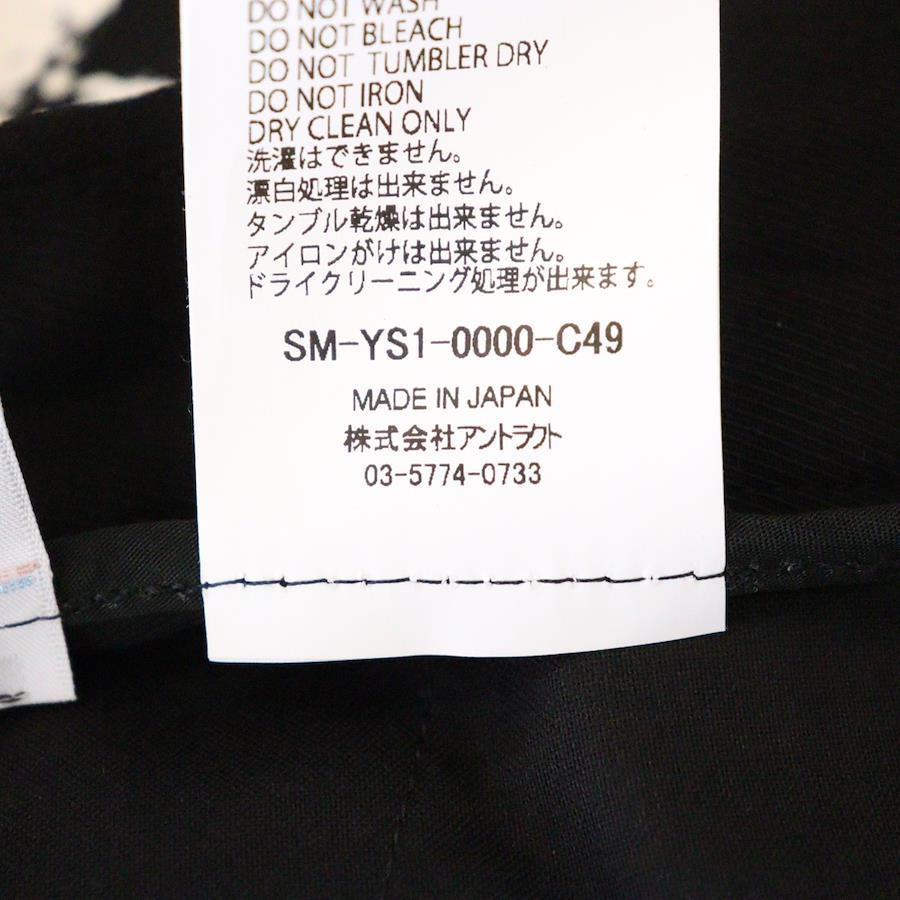 DO NOT WASH
DO NOT BLEACH
DO NOT TUMBLER DRY
DO NOT IRON
DRY CLEAN ONLY
洗濯はできません。
漂白処理は出来ません。
タンブル乾燥は出来ません。
アイロンがけは出来ません。
ドライクリーニング処理が出来ます。
SM-YS1-0000-C49
MADE IN JAPAN
株式会社アントラクト
03-5774-0733